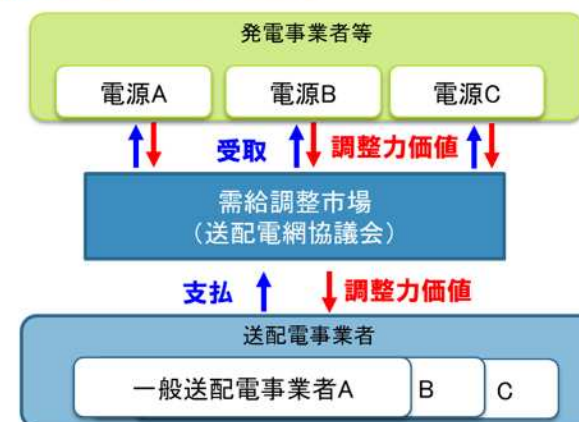 発電事業者等
電源A 電源B 電源C
受取 調整力価値
需給調整市場
（送配電網協議会）
支払 調整力価値
送配電事業者
一般送配電事業者A B C